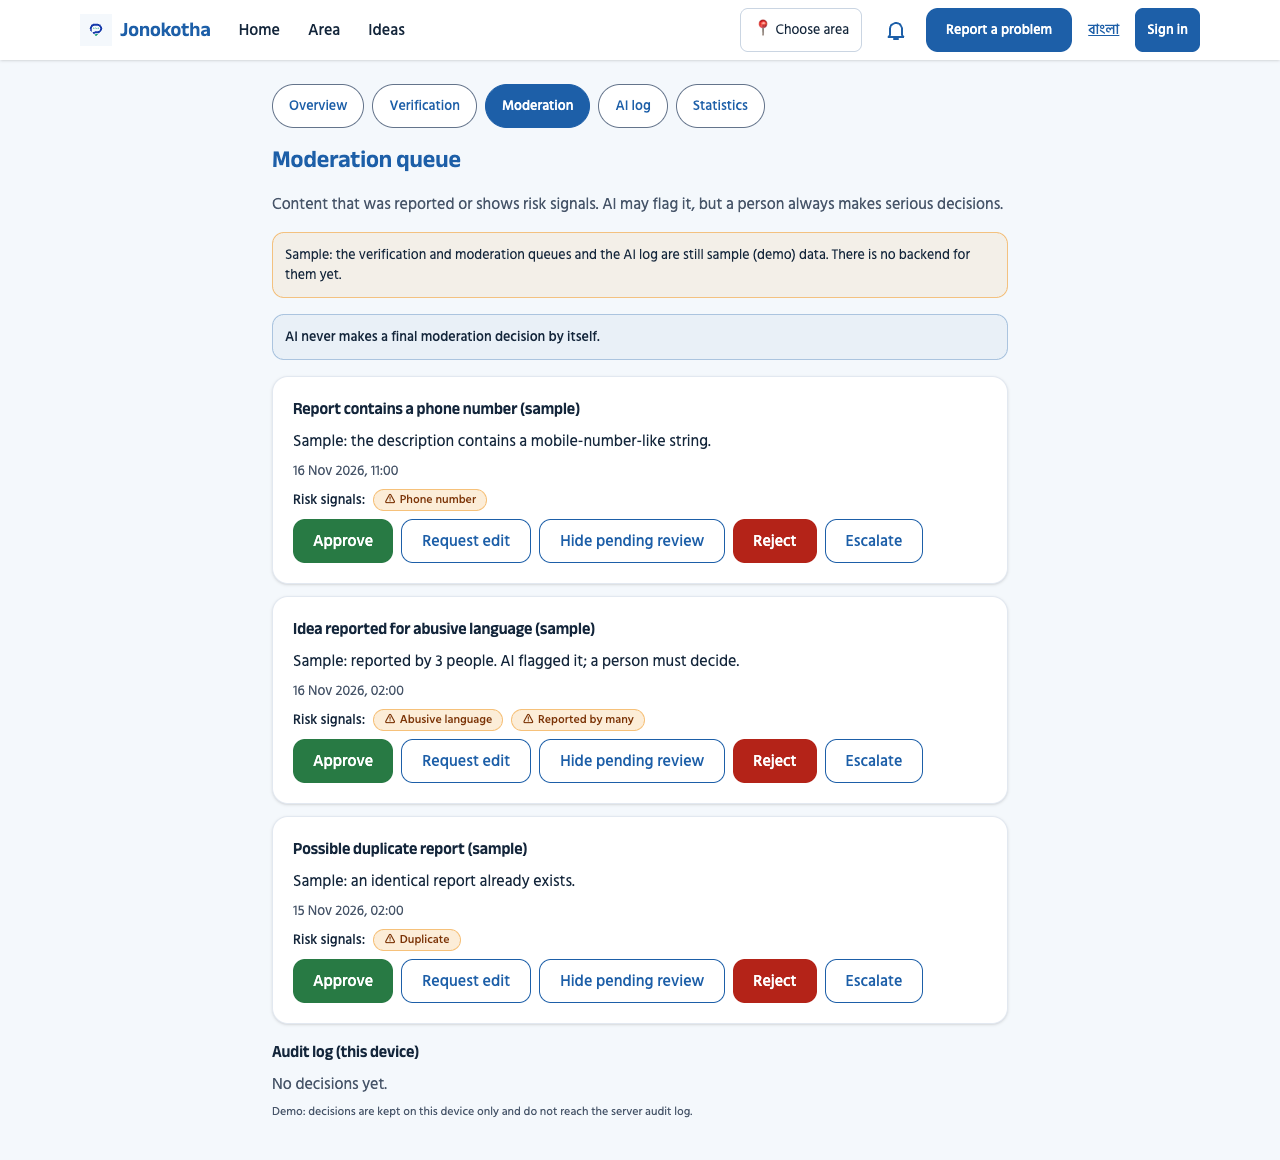 Jonokotha
Home
Area
Ideas
Choose area
Report a problem
বাংলা
Sign in
Overview
Verification
Moderation
AI log
Statistics
Moderation queue
Content that was reported or shows risk signals. AI may flag it, but a person always makes serious decisions.
Sample: the verification and moderation queues and the AI log are still sample (demo) data. There is no backend for
them yet.
AI never makes a final moderation decision by itself.
Report contains a phone number (sample)
Sample: the description contains a mobile-number-like string.
16 Nov 2026, 11:00
Risk signals: Phone number
Approve
Request edit
Hide pending review
Reject
Escalate
Idea reported for abusive language (sample)
Sample: reported by 3 people. AI flagged it; a person must decide.
16 Nov 2026, 02:00
Risk signals: Abusive language Reported by many
Approve
Request edit
Hide pending review
Reject
Escalate
Possible duplicate report (sample)
Sample: an identical report already exists.
15 Nov 2026, 02:00
Risk signals: Duplicate
Approve
Request edit
Hide pending review
Reject
Escalate
Audit log (this device)
No decisions yet.
Demo: decisions are kept on this device only and do not reach the server audit log.